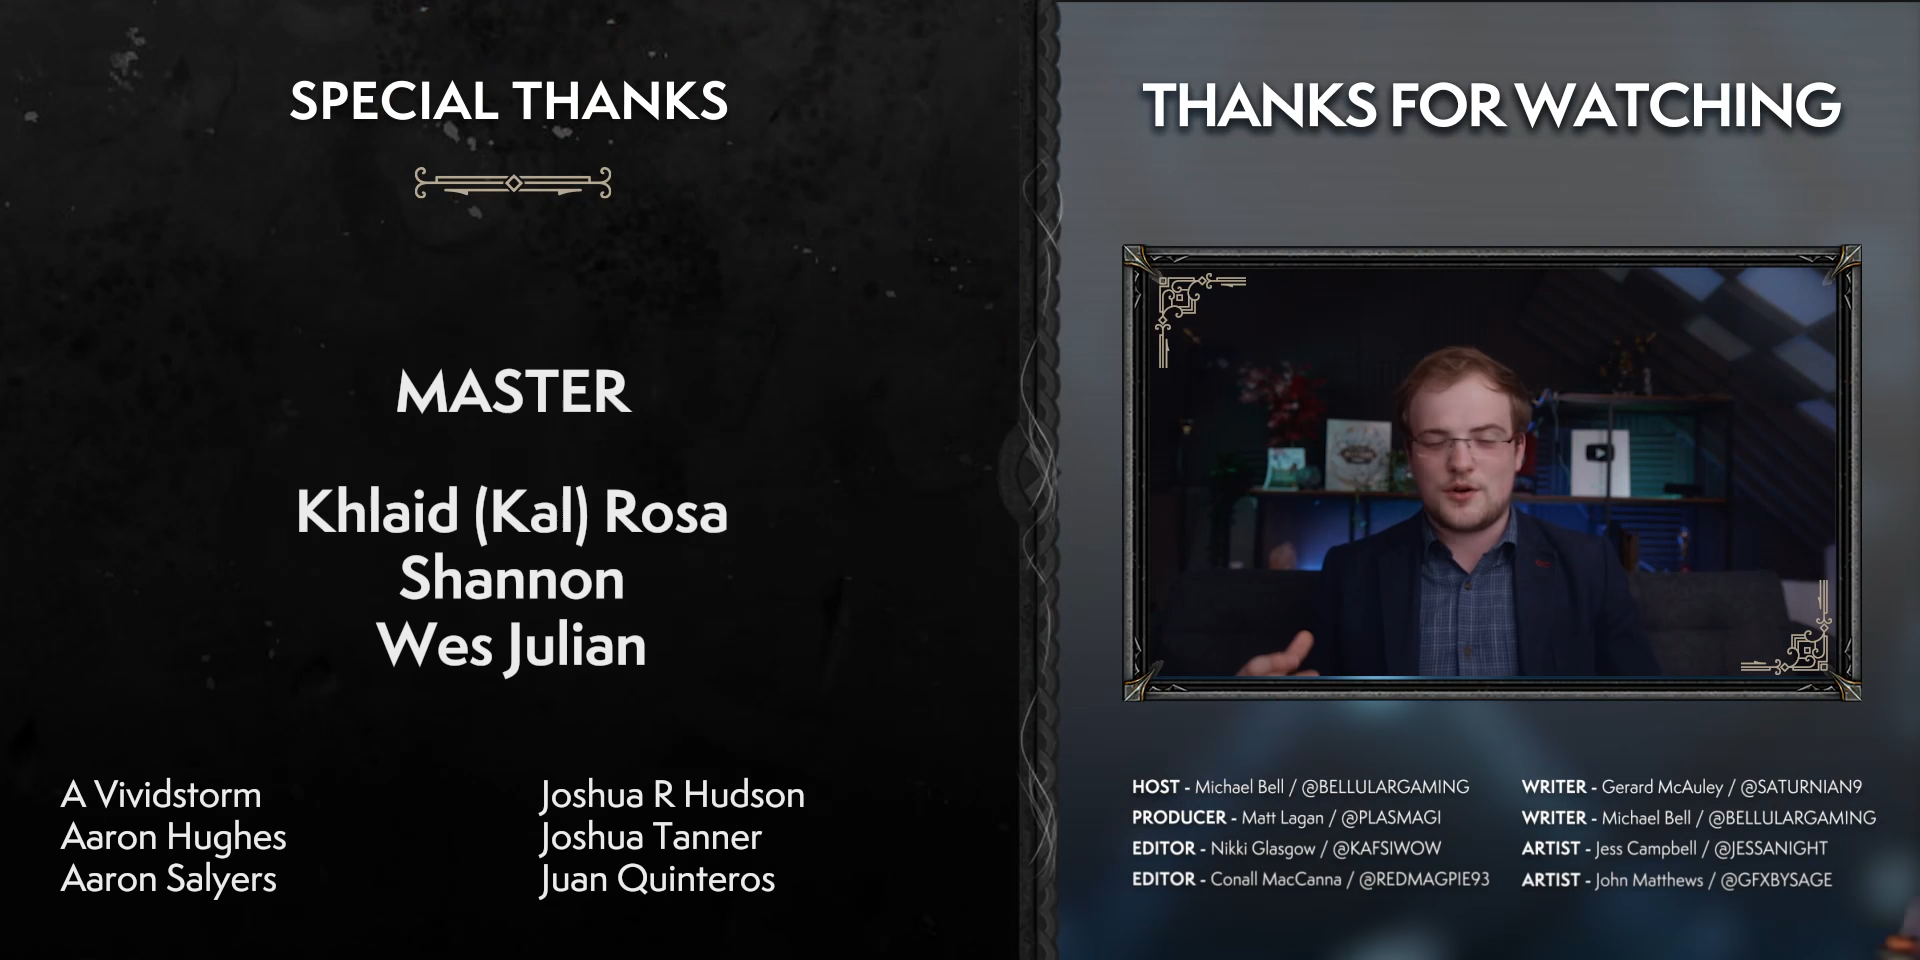 SPECIAL THANKS
MASTER
Khlaid (Kal) Rosa
Shannon
Wes Julian
A Vividstorm
Aaron Hughes
Aaron Salyers
Joshua R Hudson
Joshua Tanner
Juan Quinteros
THANKS FOR WATCHING
HOST - Michael Bell / @BELLULARGAMING
PRODUCER - Matt Lagan / @PLASMAGI
EDITOR - Nikki Glasgow / @KAFSIWOW
EDITOR - Conall MacCanna / @REDMAGPIE93
WRITER - Gerard McAuley / @SATURNIAN9
WRITER - Michael Bell / @BELLULARGAMING
ARTIST - Jess Campbell / @JESSANIGHT
ARTIST - John Matthews / @GFXBYSAGE